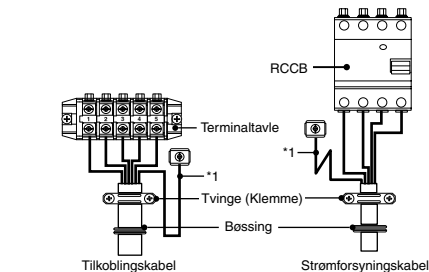 RCCB
1 2 3 4 5
Terminaltavle
*1
*1
Tvinge (Klemme)
Bøssing
Tilkoblingskabel
Strømforsyningskabel